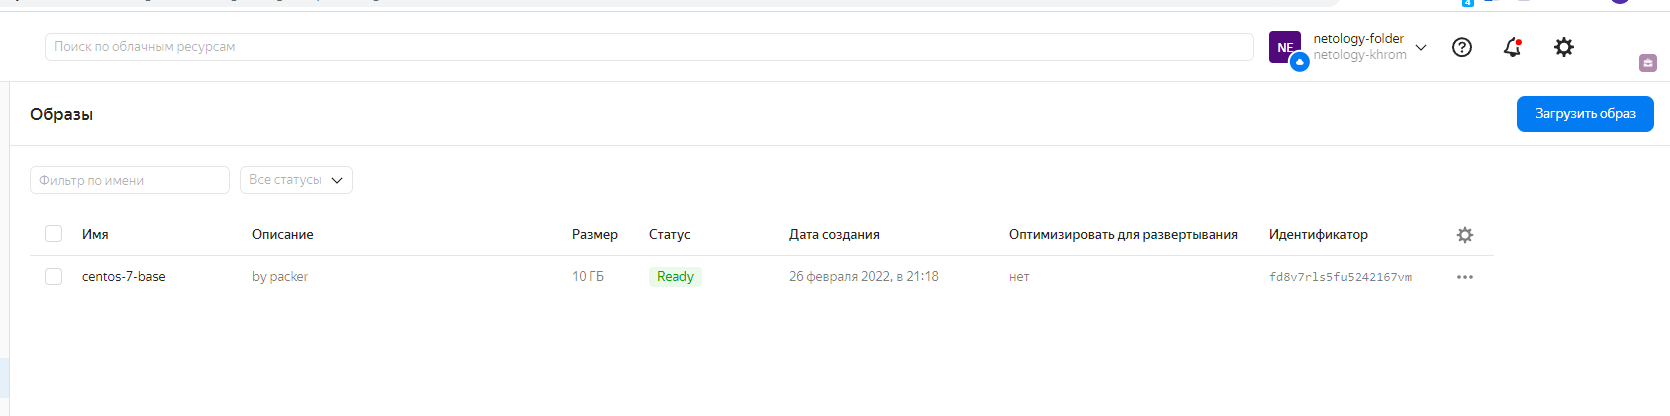 4
Поиск по облачным ресурсам
NE
netology-folder
netology-khrom
Образы
Загрузить образ
Фильтр по имени
Все статусы
Имя Описание Размер Статус Дата создания Оптимизировать для развертывания Идентификатор
centos-7-base by packer 10 ГБ Ready 26 февраля 2022, в 21:18 нет fd8v7rls5fu5242167vm